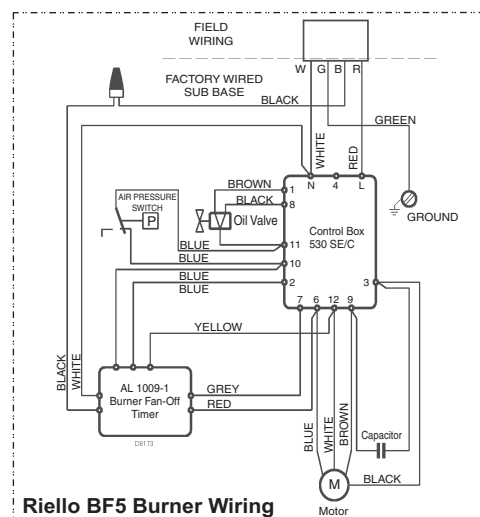 FIELD
WIRING
W G B R
FACTORY WIRED
SUB BASE
BLACK
GREEN
WHITE
RED
BROWN
BLACK
1
N 4 L
8
AIR PRESSURE
SWITCH
P
Oil Valve
Control Box
530 SE/C
GROUND
BLUE
11
BLUE
10
BLUE
2
3
BLUE
7 6 12 9
YELLOW
BLACK
WHITE
AL 1009-1
Burner Fan-Off
Timer
GREY
RED
D8173
BLUE
WHITE
BROWN
Capacitor
M
BLACK
Riello BF5 Burner Wiring
Motor